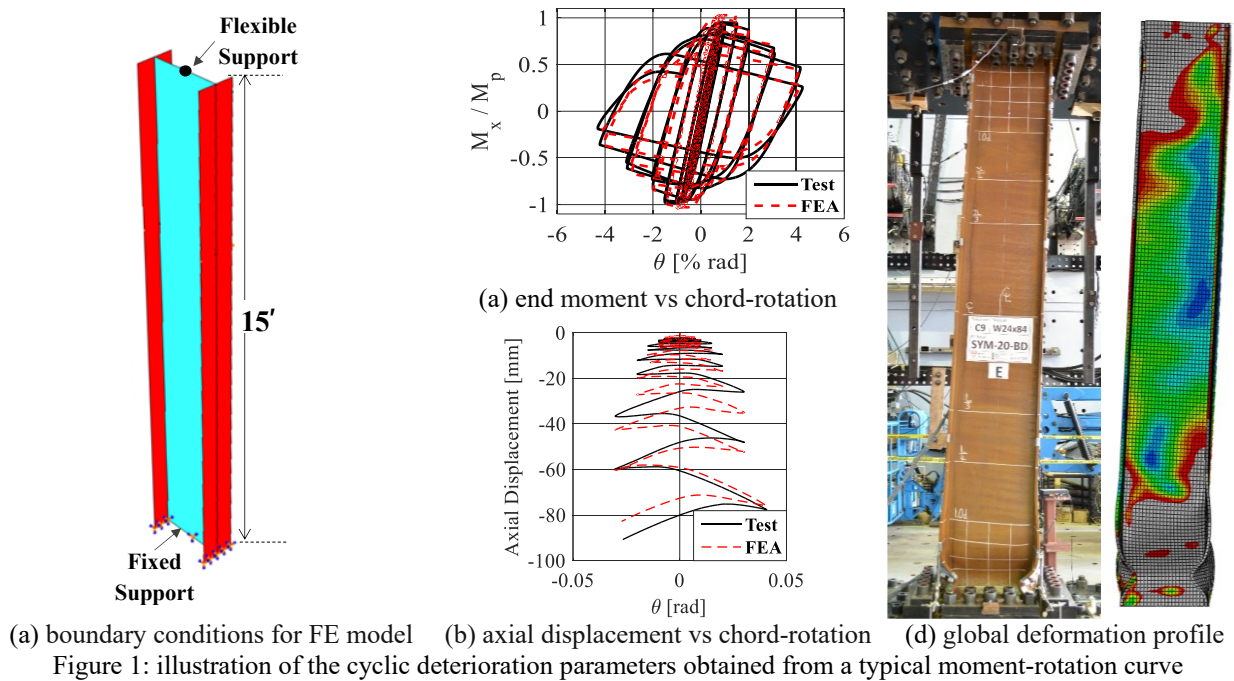 Flexible
Support
15′
Fixed
Support
(a) boundary conditions for FE model
1
0.5
0
-0.5
-1
M_x / M_p
Test
FEA
-6 -4 -2 0 2 4 6
θ [% rad]
(a) end moment vs chord-rotation
0
-20
-40
-60
-80
-100
Axial Displacement [mm]
Test
FEA
-0.05 0 0.05
θ [rad]
(b) axial displacement vs chord-rotation
C9 W24x84
SYM-20-BD
E
(d) global deformation profile
Figure 1: illustration of the cyclic deterioration parameters obtained from a typical moment-rotation curve